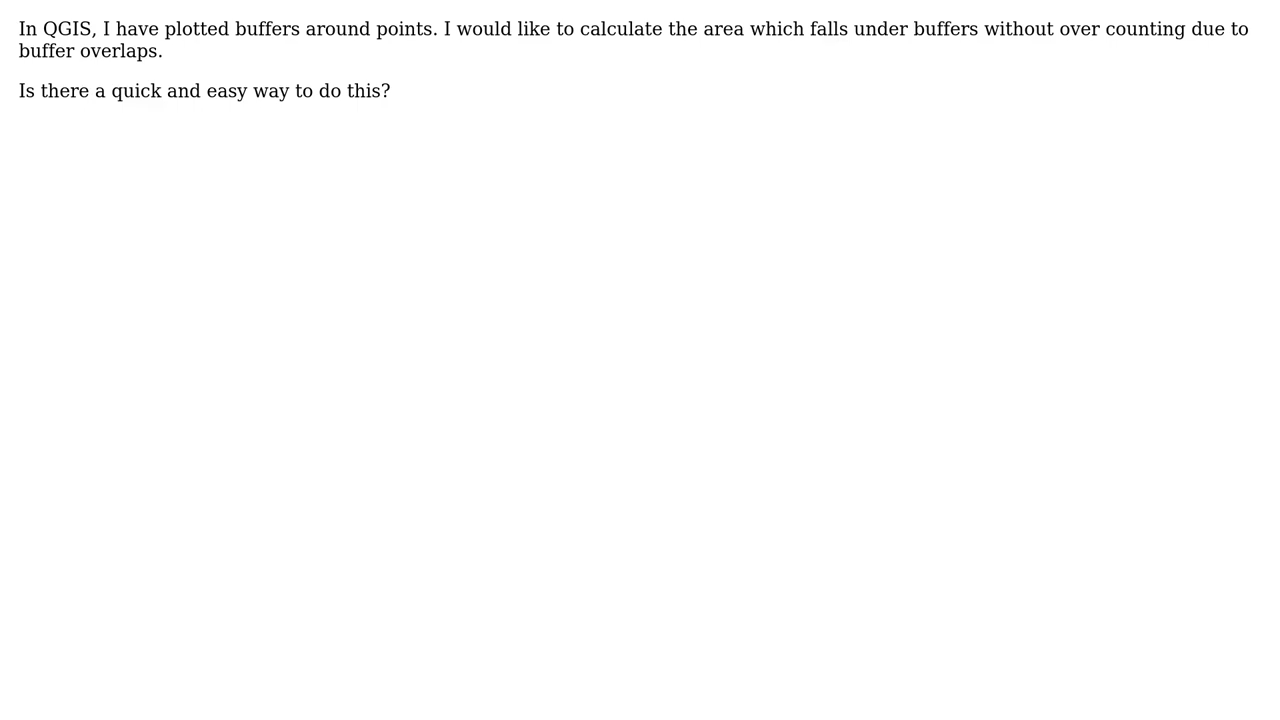 In QGIS, I have plotted buffers around points. I would like to calculate the area which falls under buffers without over counting due to
buffer overlaps.
Is there a quick and easy way to do this?